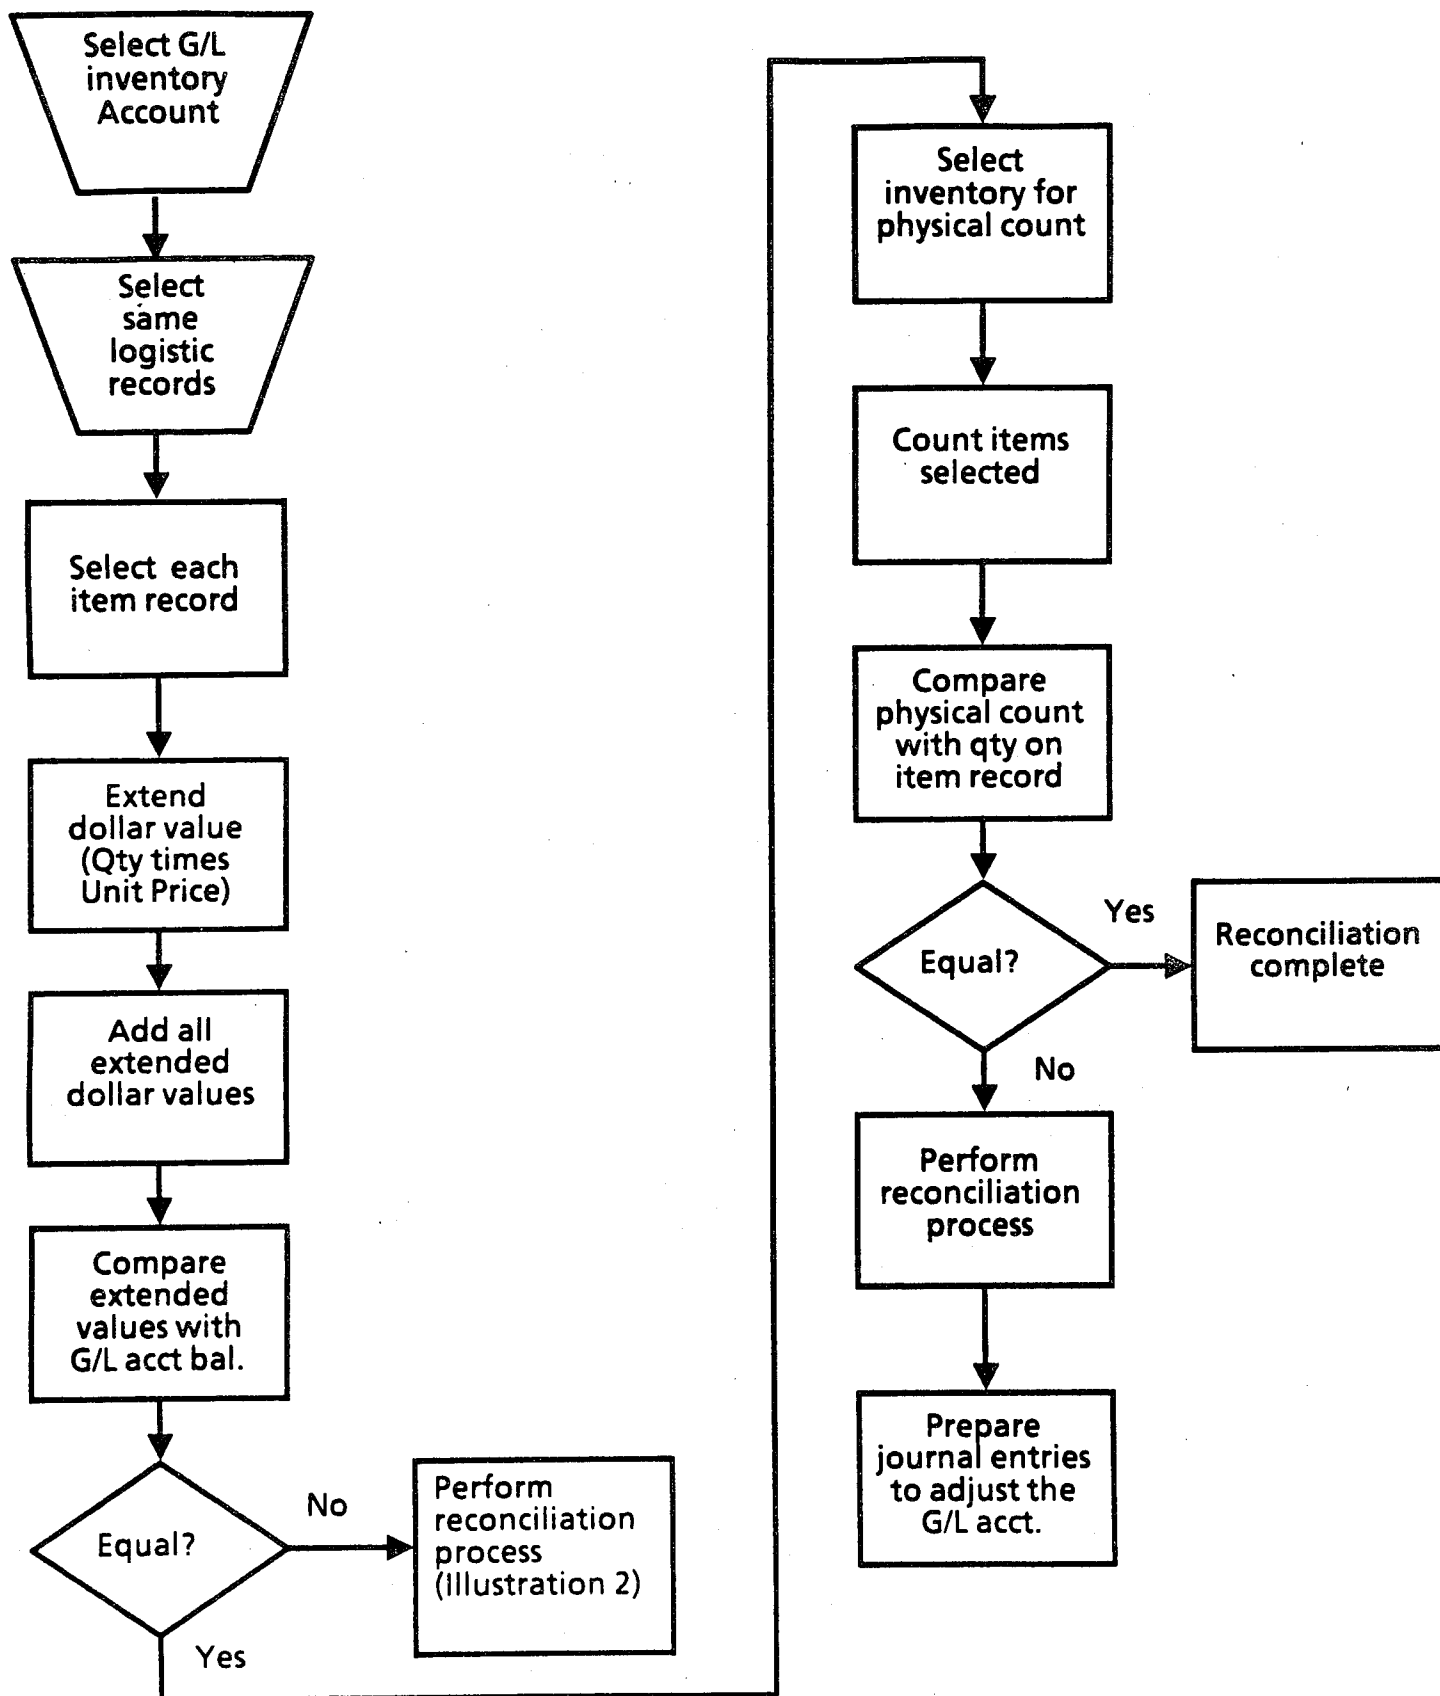 Select G/L
inventory
Account
Select
same
logistic
records
Select each
item record
Extend
dollar value
(Qty times
Unit Price)
Add all
extended
dollar values
Compare
extended
values with
G/L acct bal.
Equal?
No
Perform
reconciliation
process
(Illustration 2)
Yes
Select
inventory for
physical count
Count items
selected
Compare
physical count
with qty on
item record
Equal?
Yes
Reconciliation
complete
No
Perform
reconciliation
process
Prepare
journal entries
to adjust the
G/L acct.